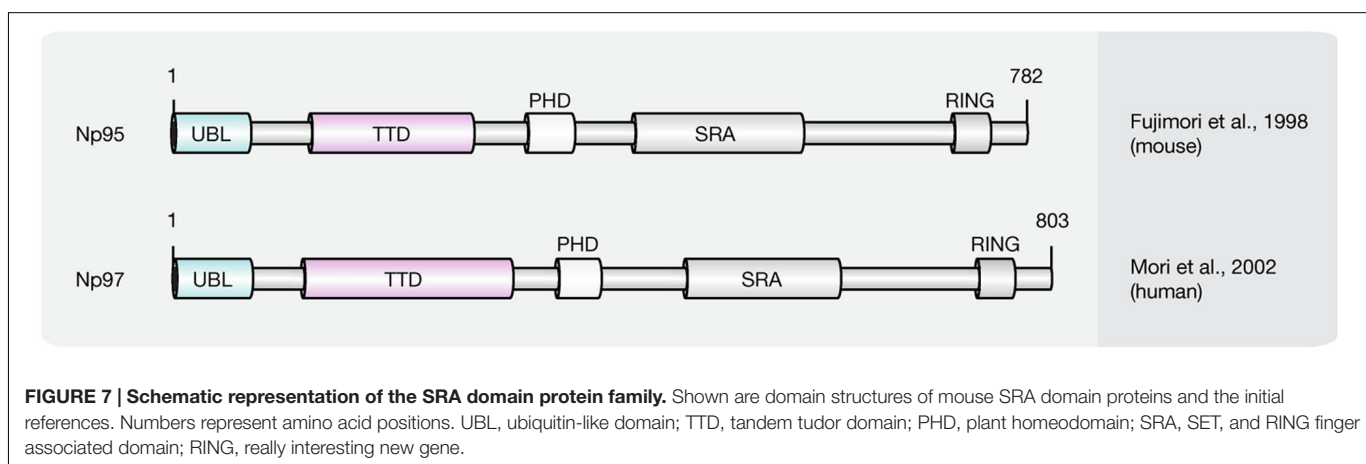 1
782
PHD
RING
Np95
UBL
TTD
SRA
Fujimori et al., 1998
(mouse)
1
803
PHD
RING
Np97
UBL
TTD
SRA
Mori et al., 2002
(human)
FIGURE 7 | Schematic representation of the SRA domain protein family. Shown are domain structures of mouse SRA domain proteins and the initial
references. Numbers represent amino acid positions. UBL, ubiquitin-like domain; TTD, tandem tudor domain; PHD, plant homeodomain; SRA, SET, and RING finger
associated domain; RING, really interesting new gene.